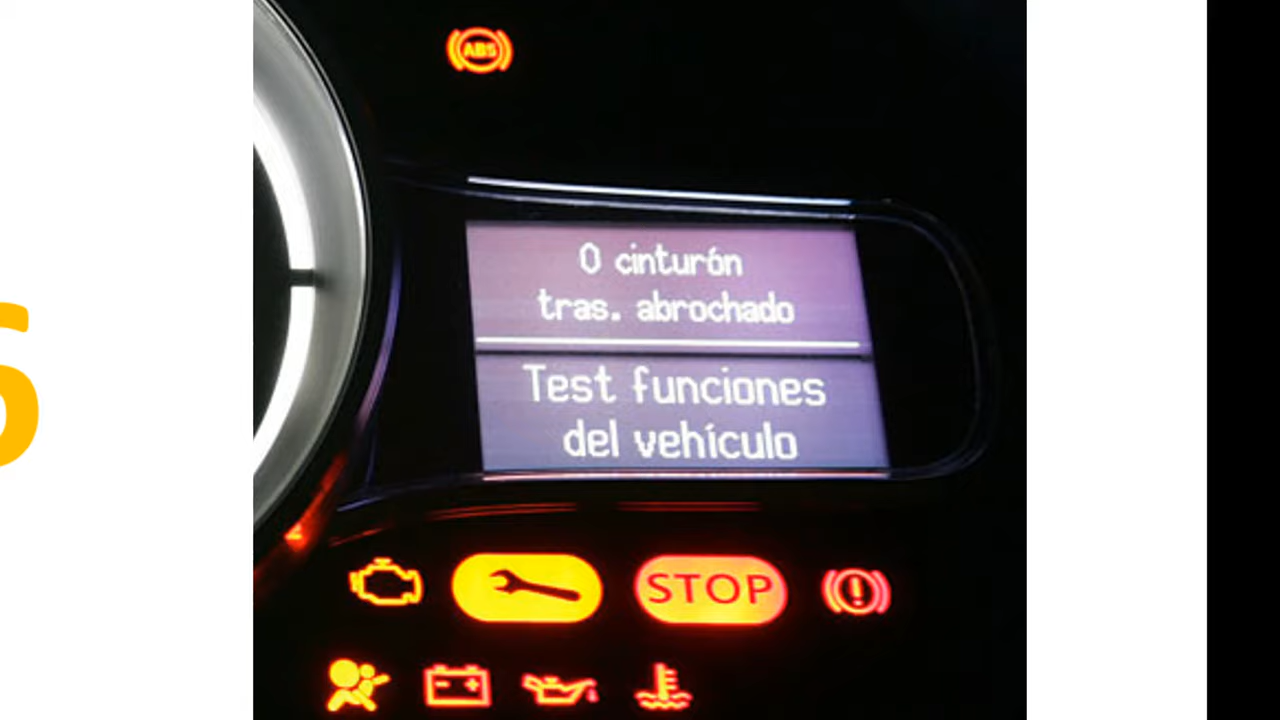 ABS
0 cinturón
tras. abrochado
Test funciones
del vehículo
STOP